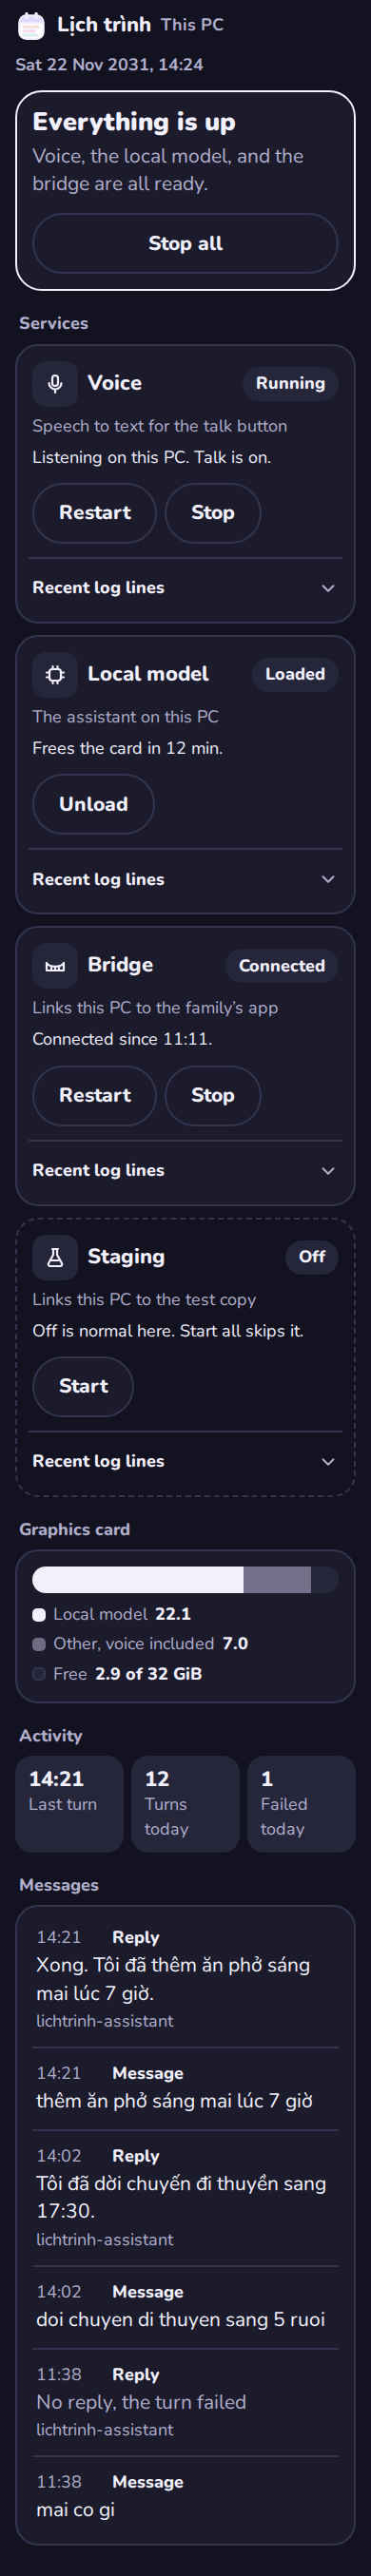 Lịch trình This PC
Sat 22 Nov 2031, 14:24
Everything is up
Voice, the local model, and the
bridge are all ready.
Stop all
Services
Voice Running
Speech to text for the talk button
Listening on this PC. Talk is on.
Restart Stop
Recent log lines
Local model Loaded
The assistant on this PC
Frees the card in 12 min.
Unload
Recent log lines
Bridge Connected
Links this PC to the family’s app
Connected since 11:11.
Restart Stop
Recent log lines
Staging Off
Links this PC to the test copy
Off is normal here. Start all skips it.
Start
Recent log lines
Graphics card
Local model 22.1
Other, voice included 7.0
Free 2.9 of 32 GiB
Activity
14:21 12 1
Last turn Turns Failed
today today
Messages
14:21 Reply
Xong. Tôi đã thêm ăn phở sáng
mai lúc 7 giờ.
lichtrinh-assistant
14:21 Message
thêm ăn phở sáng mai lúc 7 giờ
14:02 Reply
Tôi đã dời chuyến đi thuyền sang
17:30.
lichtrinh-assistant
14:02 Message
doi chuyen di thuyen sang 5 ruoi
11:38 Reply
No reply, the turn failed
lichtrinh-assistant
11:38 Message
mai co gi